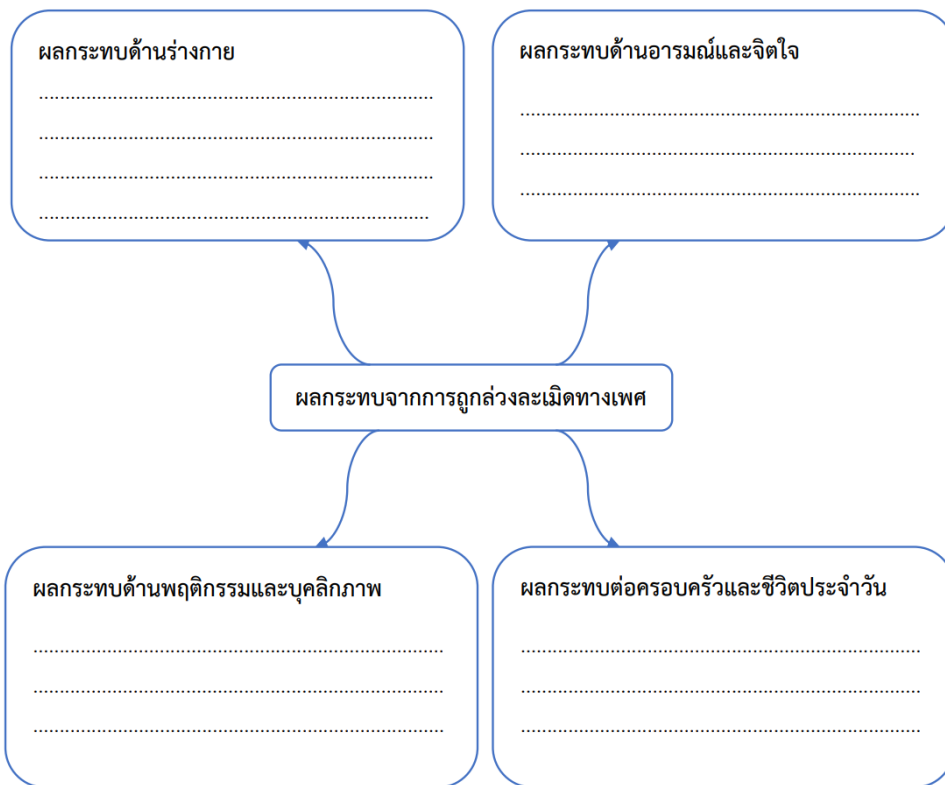 ผลกระทบด้านร่างกาย
................................................................................
................................................................................
................................................................................
................................................................................
ผลกระทบด้านอารมณ์และจิตใจ
................................................................................
................................................................................
................................................................................
ผลกระทบจากการถูกล่วงละเมิดทางเพศ
ผลกระทบด้านพฤติกรรมและบุคลิกภาพ
................................................................................
................................................................................
................................................................................
ผลกระทบต่อครอบครัวและชีวิตประจำวัน
................................................................................
................................................................................
................................................................................